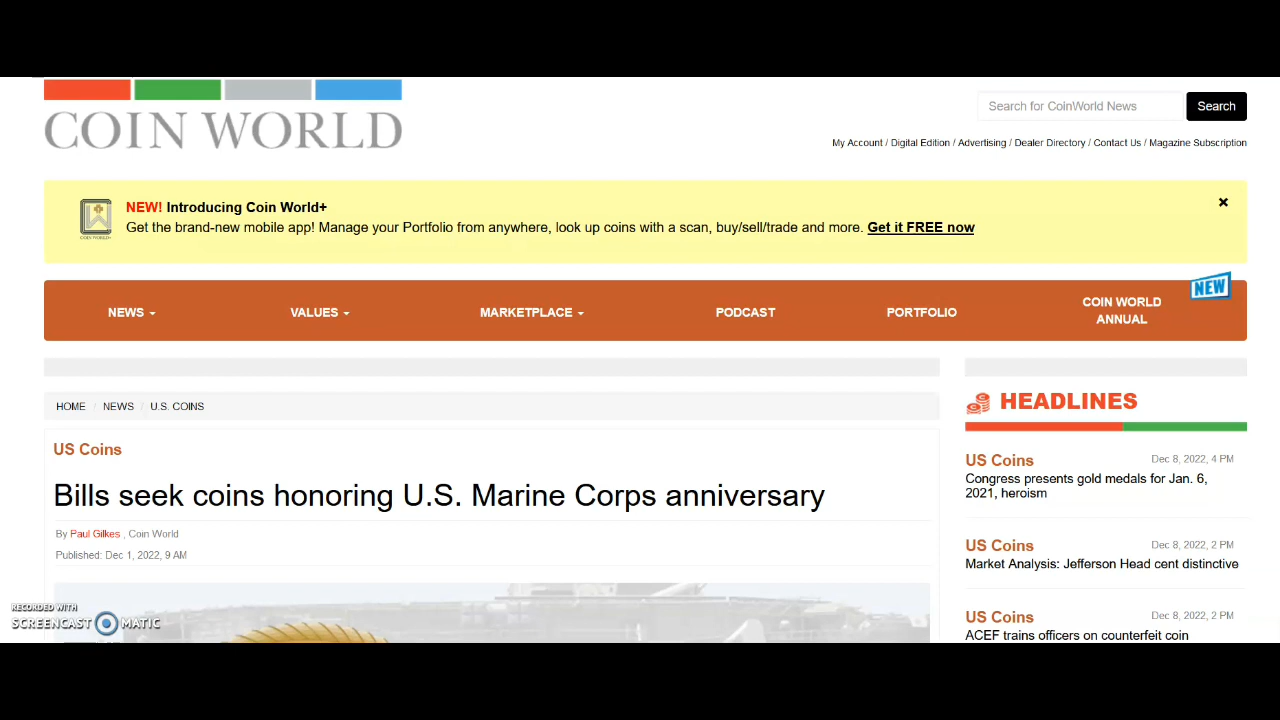 COIN WORLD
Search for CoinWorld News
Search
My Account / Digital Edition / Advertising / Dealer Directory / Contact Us / Magazine Subscription
NEW! Introducing Coin World+
Get the brand-new mobile app! Manage your Portfolio from anywhere, look up coins with a scan, buy/sell/trade and more. Get it FREE now
COIN WORLD+
NEW
NEWS
VALUES
MARKETPLACE
PODCAST
PORTFOLIO
COIN WORLD
ANNUAL
HOME / NEWS / U.S. COINS
US Coins
Bills seek coins honoring U.S. Marine Corps anniversary
By Paul Gilkes , Coin World
Published: Dec 1, 2022, 9 AM
HEADLINES
US Coins
Dec 8, 2022, 4 PM
Congress presents gold medals for Jan. 6,
2021, heroism
US Coins
Dec 8, 2022, 2 PM
Market Analysis: Jefferson Head cent distinctive
US Coins
Dec 8, 2022, 2 PM
ACEF trains officers on counterfeit coin
RECORDED WITH
SCREENCAST MATIC